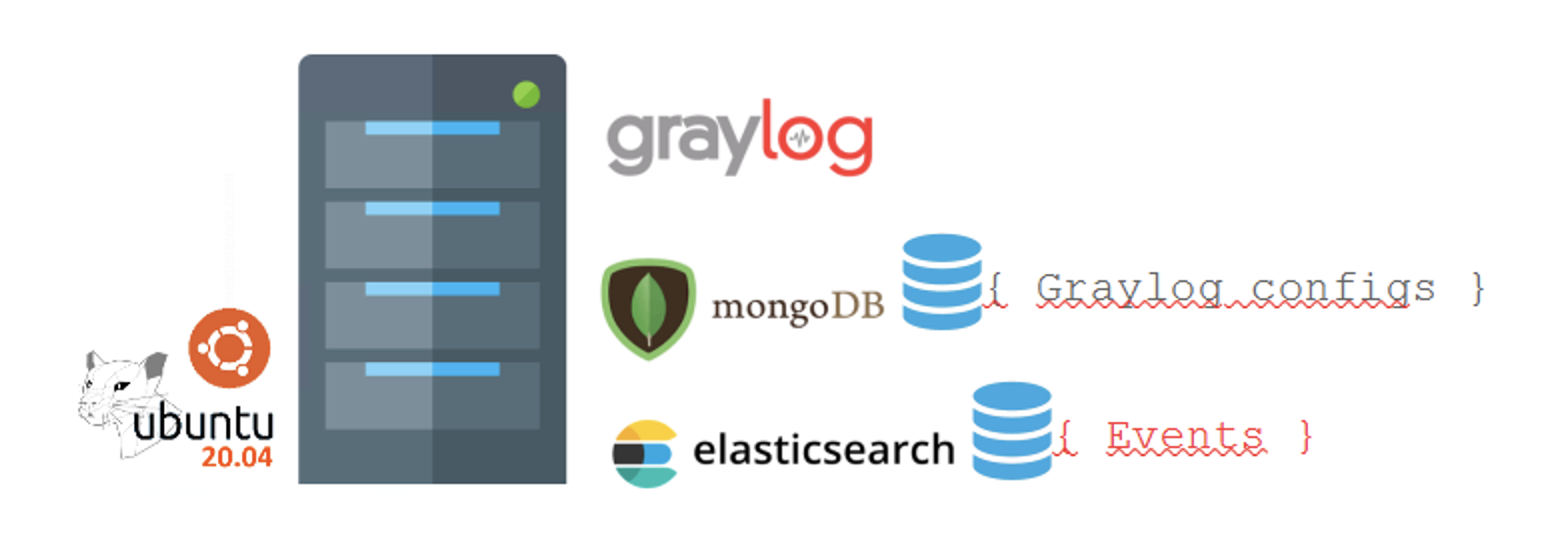 graylog
mongoDB { Graylog configs }
ubuntu
20.04
elasticsearch { Events }